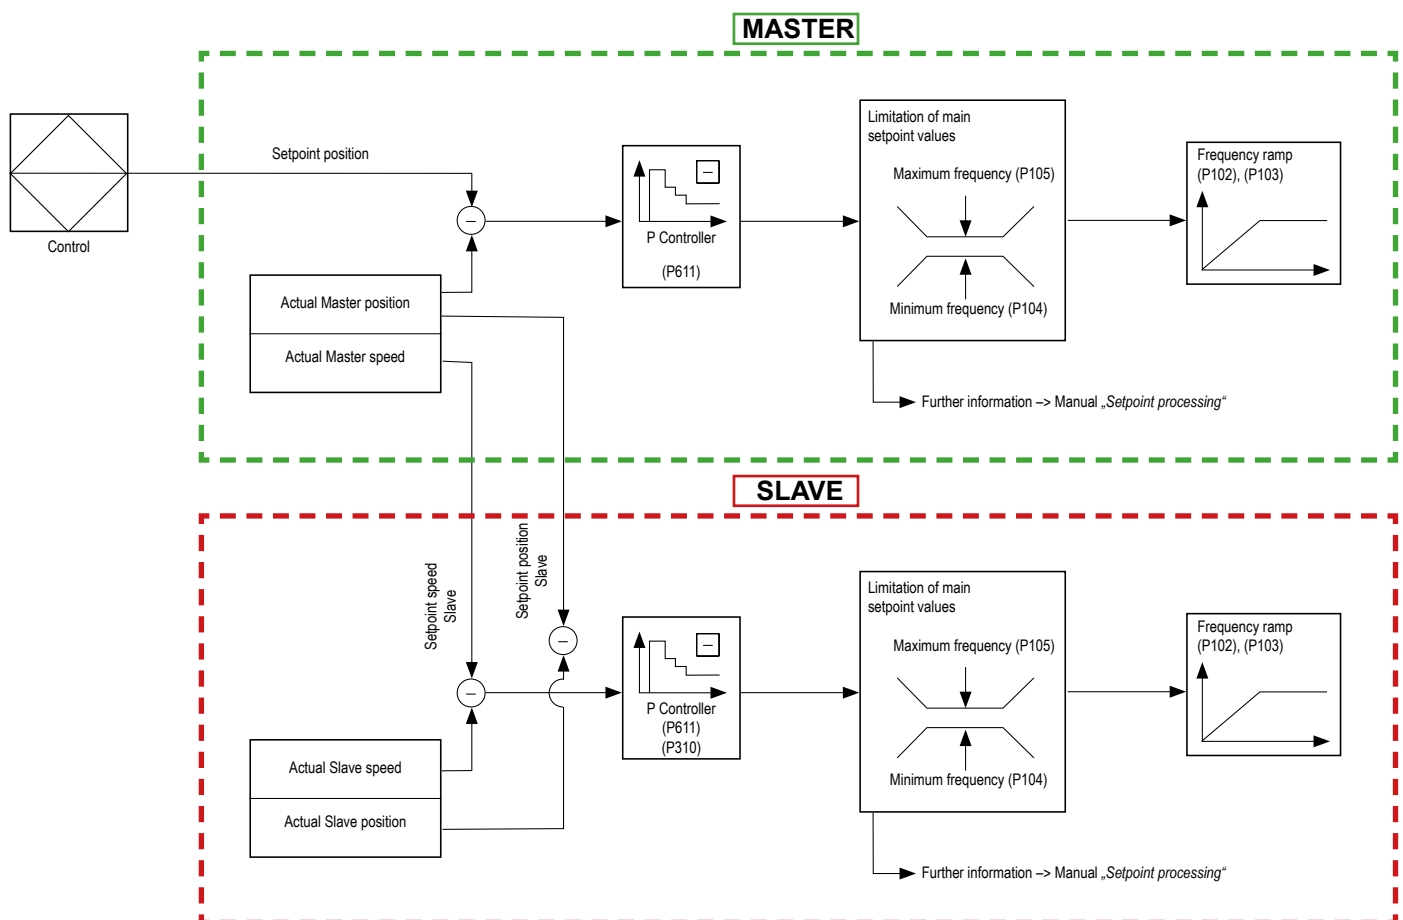 MASTER
Control
Setpoint position
Actual Master position
Actual Master speed
P Controller
(P611)
Limitation of main
setpoint values
Maximum frequency (P105)
Minimum frequency (P104)
Frequency ramp
(P102), (P103)
Further information –> Manual „Setpoint processing“
SLAVE
Setpoint speed
Slave
Setpoint position
Slave
Actual Slave speed
Actual Slave position
P Controller
(P611)
(P310)
Limitation of main
setpoint values
Maximum frequency (P105)
Minimum frequency (P104)
Frequency ramp
(P102), (P103)
Further information –> Manual „Setpoint processing“